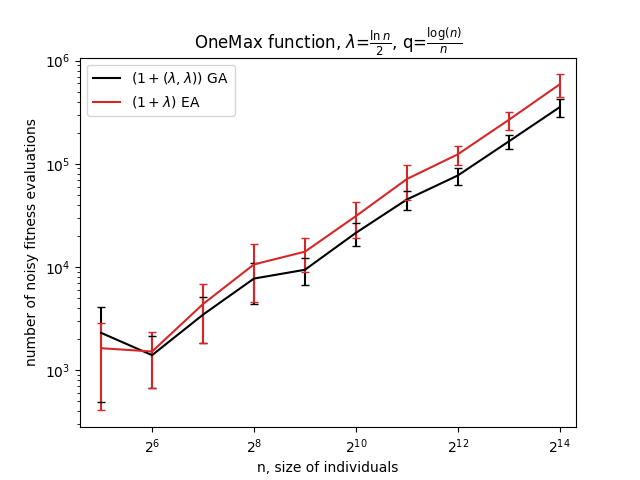 OneMax function, λ=ln n/2, q=log(n)/n
number of noisy fitness evaluations
10⁶
10⁵
10⁴
10³
(1 + (λ, λ)) GA
(1 + λ) EA
2⁶ 2⁸ 2¹⁰ 2¹² 2¹⁴
n, size of individuals